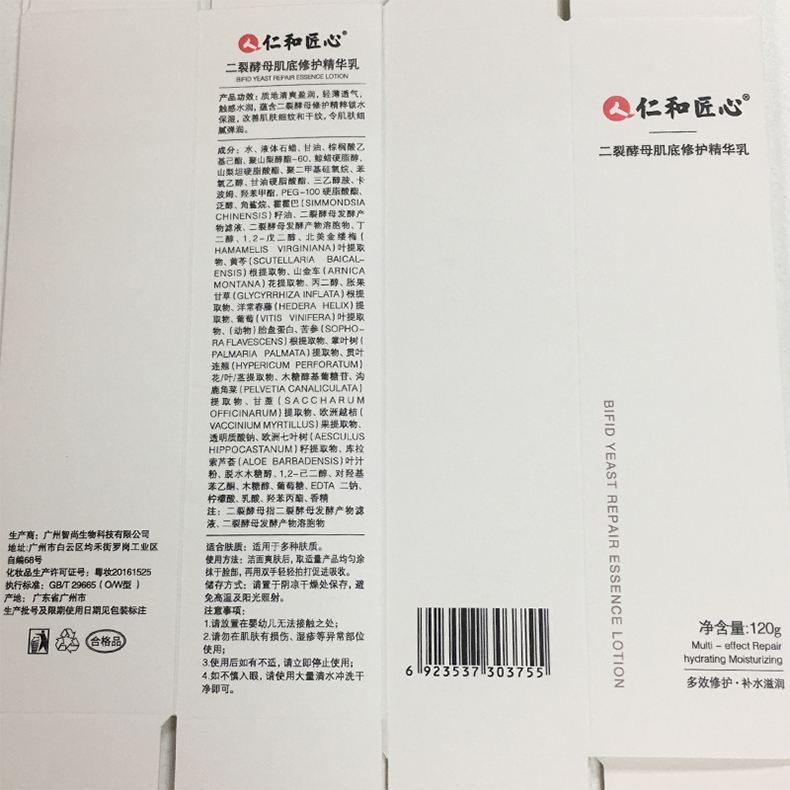 生产商：广州智尚生物科技有限公司
地址:广州市白云区均禾街罗岗工业区
自编68号
化妆品生产许可证号：粤妆20161525
执行标准：GB/T 29665（O/W型）
产地： 广东省广州市
生产批号及限期使用日期见包装标注
合格品
仁和匠心®
二裂酵母肌底修护精华乳
BIFID YEAST REPAIR ESSENCE LOTION
产品功效：质地清爽盈润，轻薄透气，
触感水润，蕴含二裂酵母修护精粹锁水
保湿，改善肌肤细纹和干纹，令肌肤细
腻弹润。
成分：水、液体石蜡、甘油、棕榈酸乙
基己酯、聚山梨醇酯-60、鲸蜡硬脂醇、
山梨坦硬脂酸酯、聚二甲基硅氧烷、苯
氧乙醇、甘油硬脂酸酯、三乙醇胺、卡
波姆、羟苯甲酯、PEG-100 硬脂酸酯、
泛醇、角鲨烷、霍霍巴（SIMMONDSIA
CHINENSIS）籽油、二裂酵母发酵产
物滤液、二裂酵母发酵产物溶胞物、丁
二醇、1,2-戊二醇、北美金缕梅（
HAMAMELIS VIRGINIANA）叶提取
物、黄芩（SCUTELLARIA BAICAL-
ENSIS）根提取物、山金车（ARNICA
MONTANA）花提取物、丙二醇、胀果
甘草（GLYCYRRHIZA INFLATA）根提
取物、洋常春藤（HEDERA HELIX）提
取物、葡萄（VITIS VINIFERA）叶提取
物、（动物）胎盘蛋白、苦参（SOPHO-
RA FLAVESCENS）根提取物、掌叶树（
PALMARIA PALMATA）提取物、贯叶
连翘（HYPERICUM PERFORATUM）
花/叶/茎提取物、木糖醇基葡糖苷、沟
鹿角菜（PELVETIA CANALICULATA）
提取物、甘蔗（SACCHARUM
OFFICINARUM）提取物、欧洲越桔（
VACCINIUM MYRTILLUS）果提取物、
透明质酸钠、欧洲七叶树（AESCULUS
HIPPOCASTANUM）籽提取物、库拉
索芦荟（ALOE BARBADENSIS）叶汁
粉、脱水木糖醇、1,2-己二醇、对羟基
苯乙酮、木糖醇、葡萄糖、EDTA 二钠、
柠檬酸、乳酸、羟苯丙酯、香精
注：二裂酵母指二裂酵母发酵产物滤
液、二裂酵母发酵产物溶胞物
适合肤质：适用于多种肤质。
使用方法：洁面爽肤后，取适量产品均匀涂
抹于脸部，再用双手轻轻拍打促进吸收。
储存方式：请置于阴凉干燥处保存，避
免高温及阳光照射。
注意事项：
1.请放置在婴幼儿无法接触之处；
2.请勿在肌肤有损伤、湿疹等异常部位
使用；
3.使用后如有不适，请立即停止使用；
4.如不慎入眼，请使用大量清水冲洗干
净即可。
6 923537 303755
仁和匠心®
二裂酵母肌底修护精华乳
BIFID YEAST REPAIR ESSENCE LOTION
净含量:120g
Multi - effect Repair
hydrating Moisturizing
多效修护·补水滋润